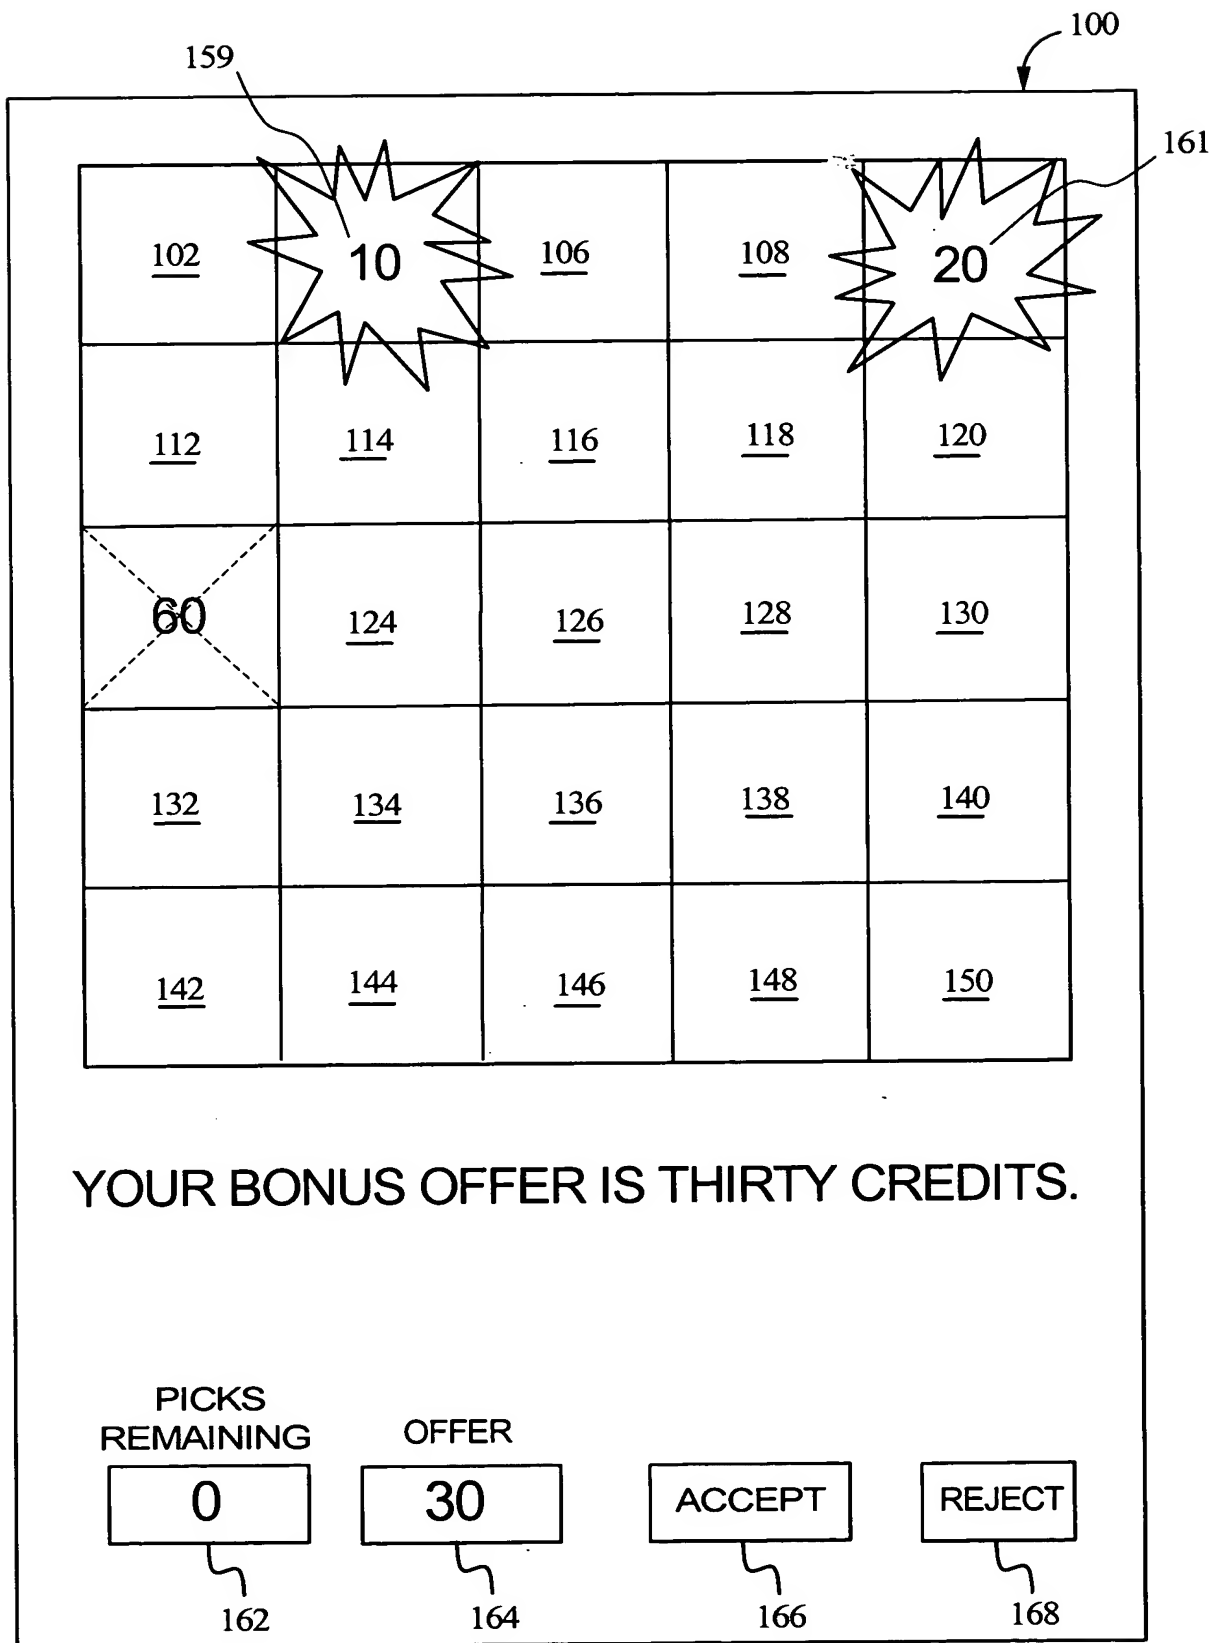 100
159
161
102 10 106 108 20
112 114 116 118 120
60 124 126 128 130
132 134 136 138 140
142 144 146 148 150
YOUR BONUS OFFER IS THIRTY CREDITS.
PICKS
REMAINING OFFER
0 30 ACCEPT REJECT
162 164 166 168